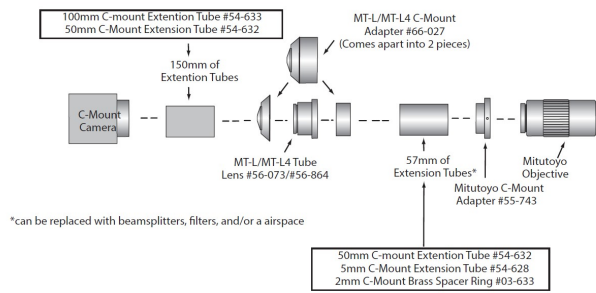 100mm C-mount Extention Tube #54-633
50mm C-mount Extension Tube #54-632
150mm of
Extention Tubes
MT-L/MT-L4 C-Mount
Adapter #66-027
(Comes apart into 2 pieces)
C-Mount
Camera
MT-L/MT-L4 Tube
Lens #56-073/#56-864
57mm of
Extension Tubes*
Mitutoyo C-Mount
Adapter #55-743
Mitutoyo
Objective
*can be replaced with beamsplitters, filters, and/or a airspace
50mm C-mount Extention Tube #54-632
5mm C-Mount Extension Tube #54-628
2mm C-Mount Brass Spacer Ring #03-633